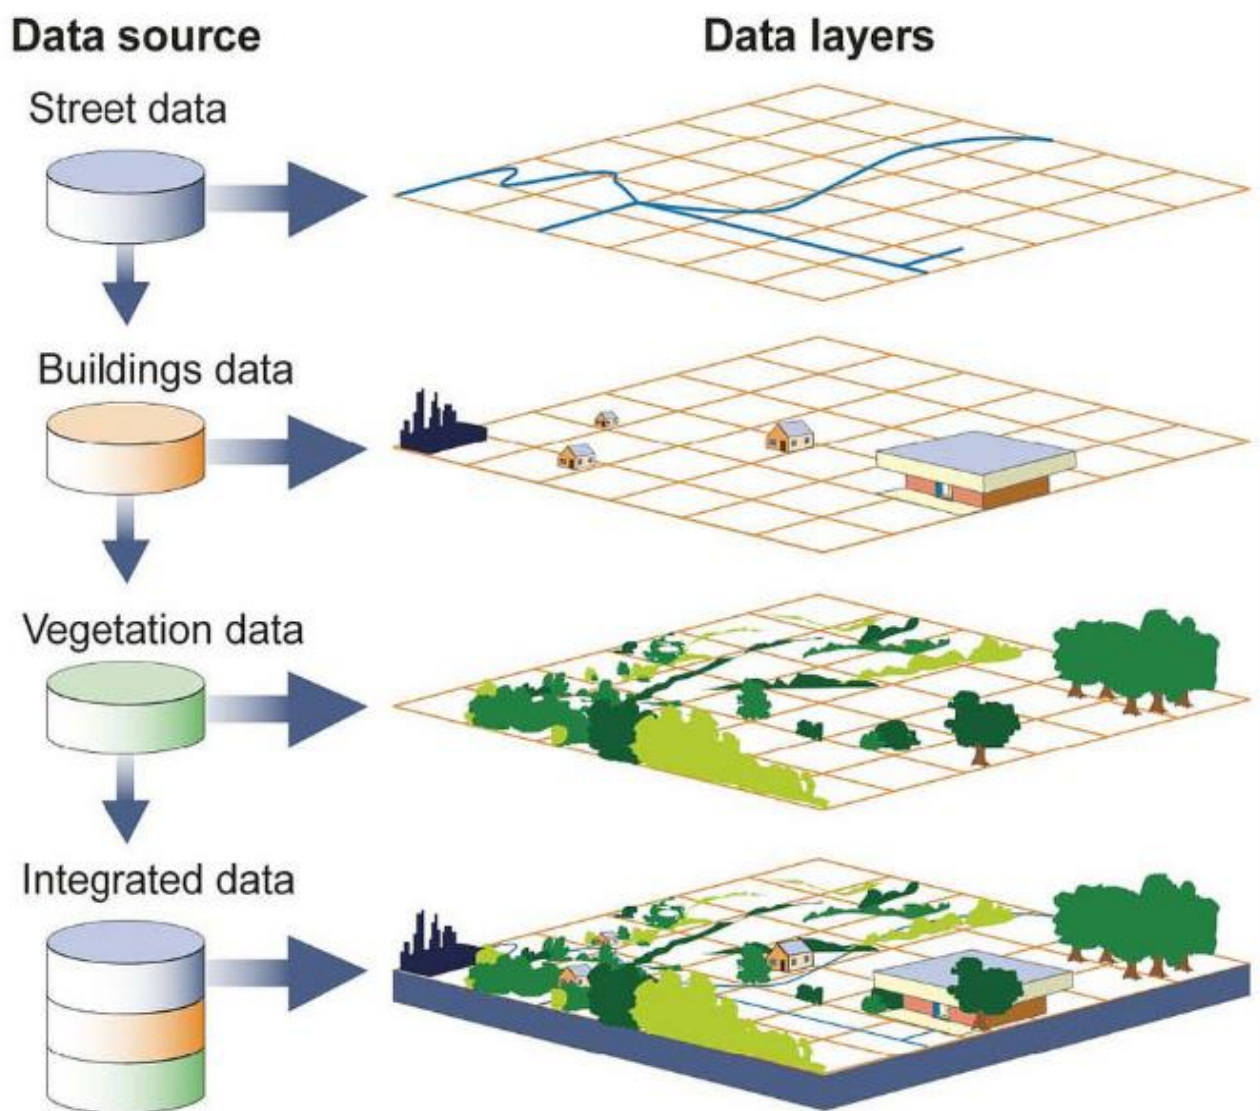 Data source
Data layers
Street data
Buildings data
Vegetation data
Integrated data